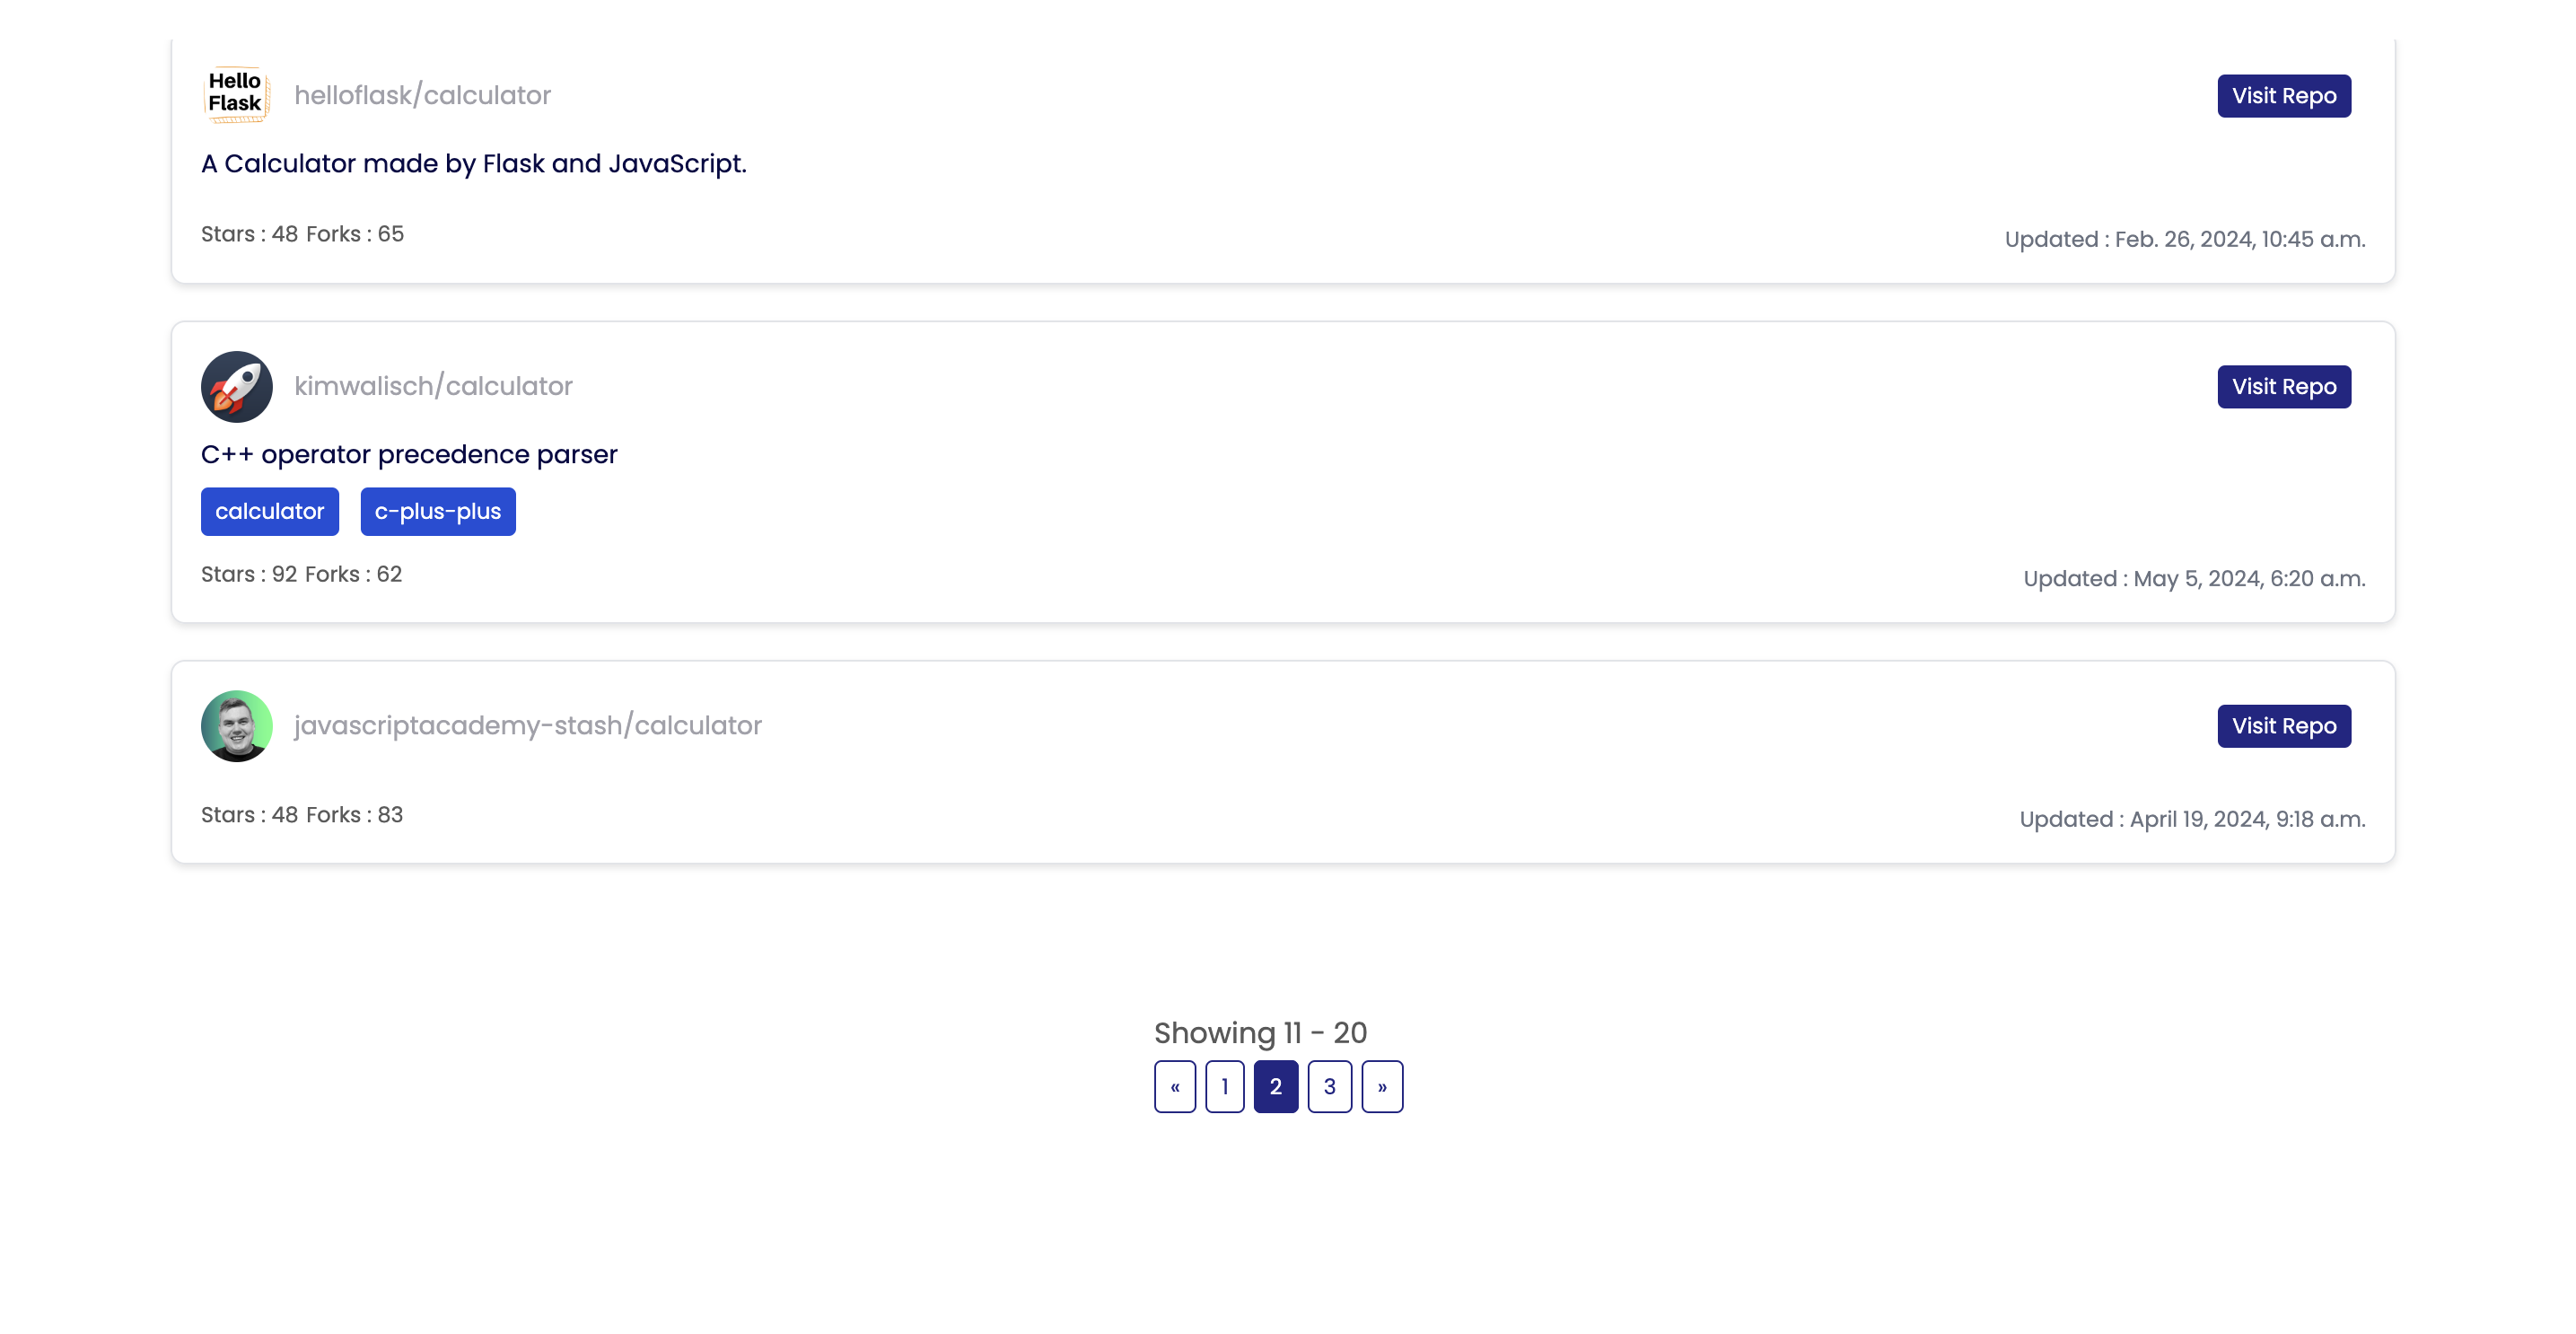 Hello
Flask
helloflask/calculator
Visit Repo
A Calculator made by Flask and JavaScript.
Stars : 48 Forks : 65
Updated : Feb. 26, 2024, 10:45 a.m.
kimwalisch/calculator
Visit Repo
C++ operator precedence parser
calculator c-plus-plus
Stars : 92 Forks : 62
Updated : May 5, 2024, 6:20 a.m.
javascriptacademy-stash/calculator
Visit Repo
Stars : 48 Forks : 83
Updated : April 19, 2024, 9:18 a.m.
Showing 11 - 20
« 1 2 3 »